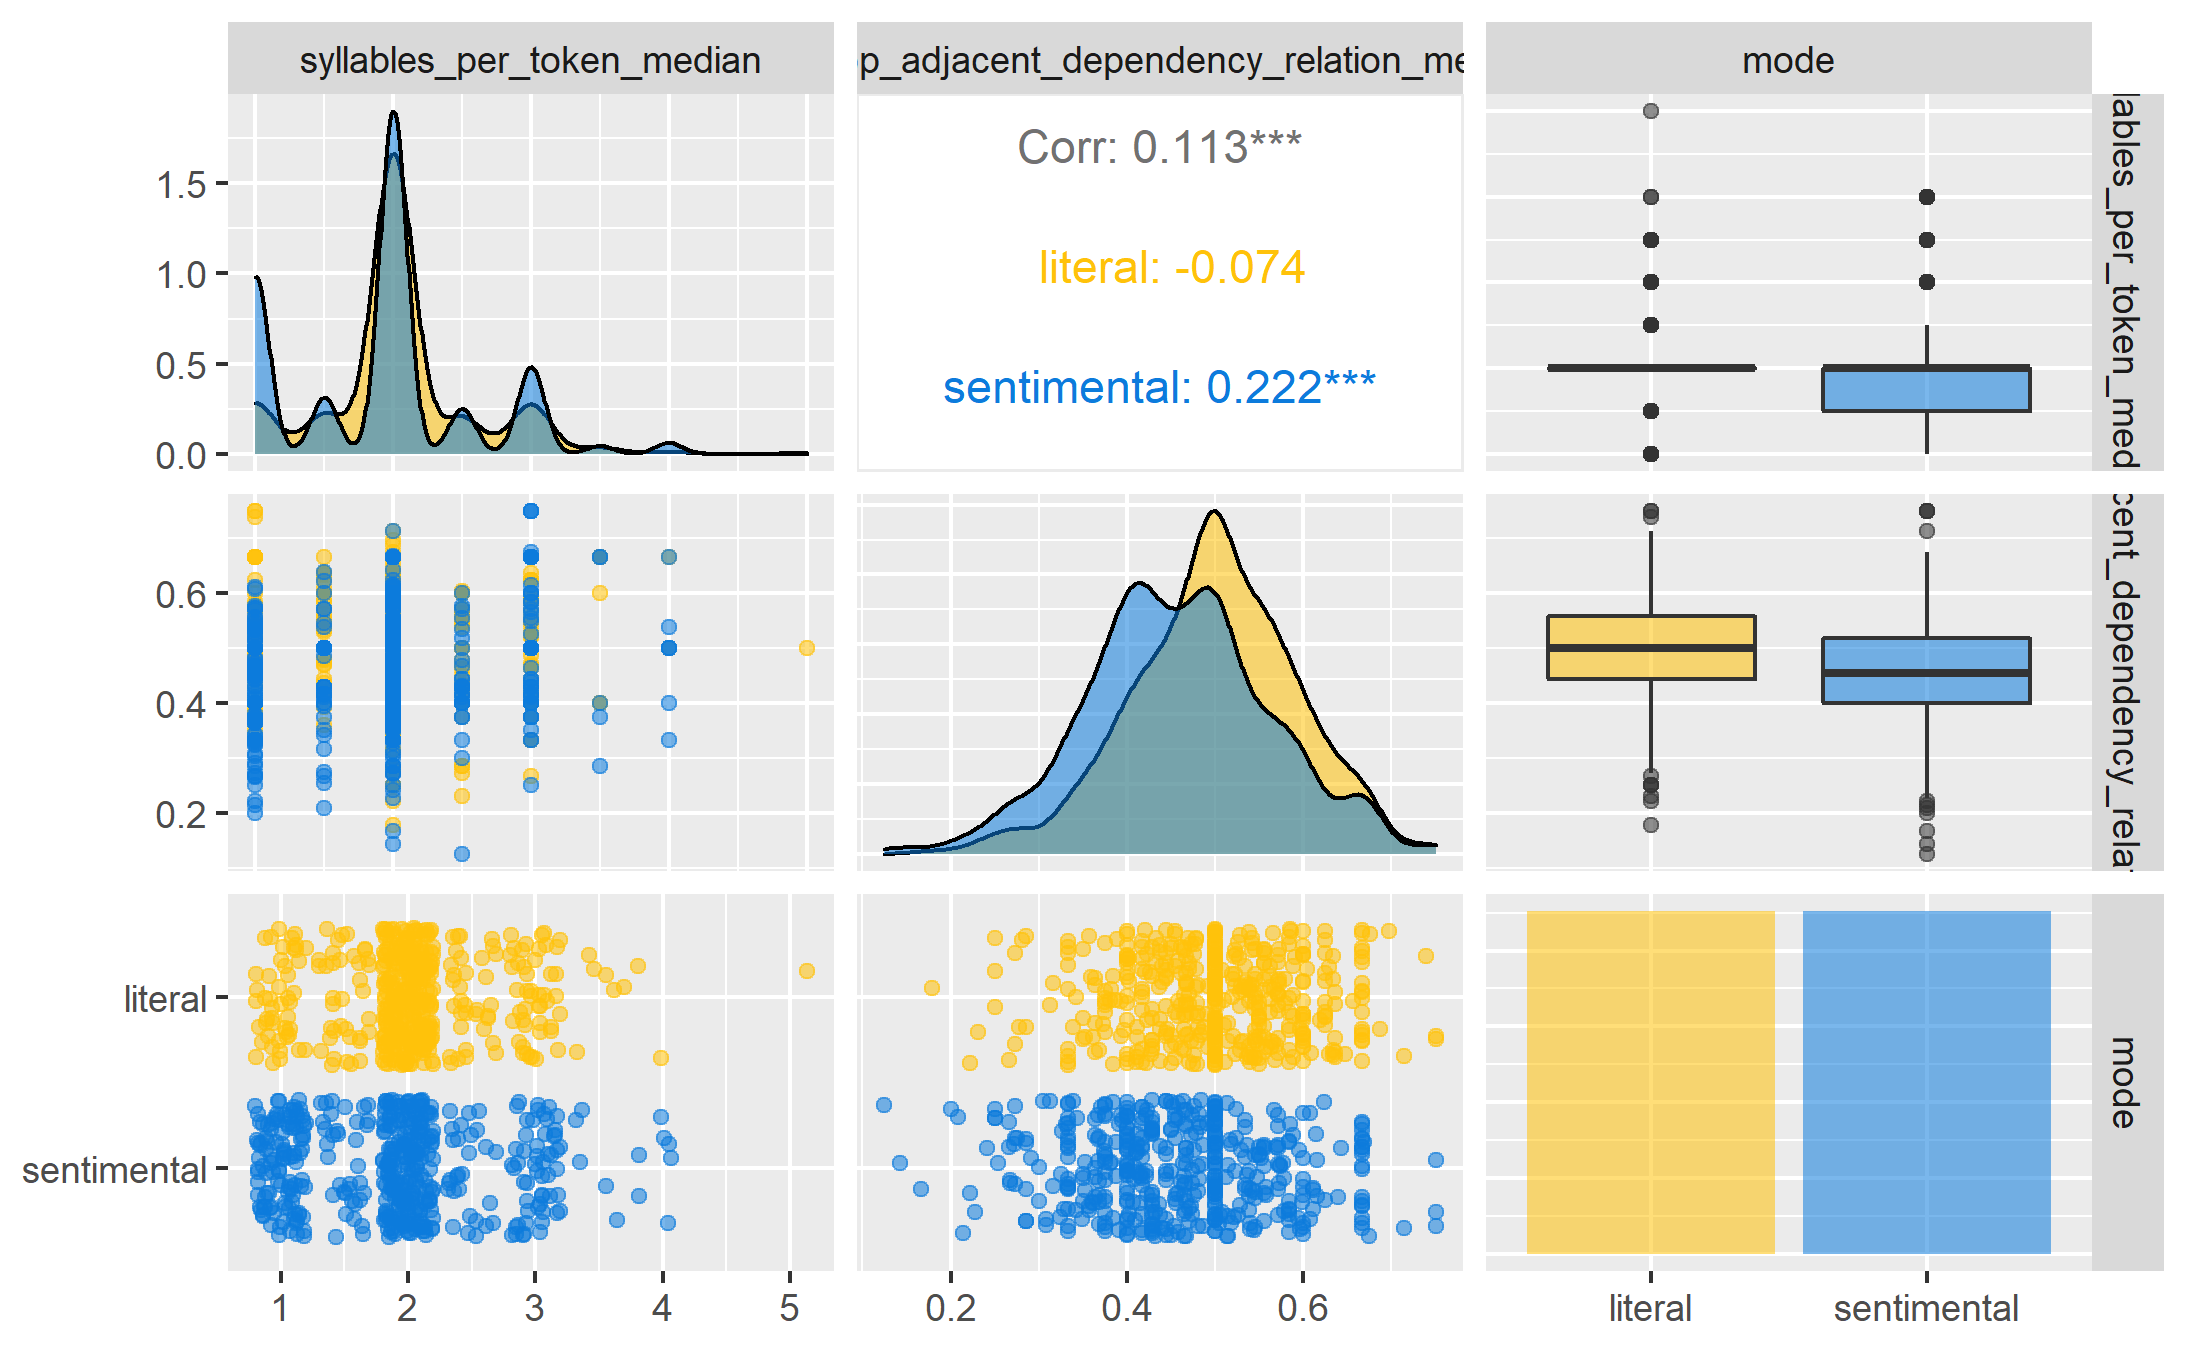 syllables_per_token_median
p_adjacent_dependency_relation_me
mode
Corr: 0.113***
literal: -0.074
sentimental: 0.222***
1.5
1.0
0.5
0.0
lables_per_token_med
0.6
0.4
0.2
cent_dependency_rela
literal
sentimental
mode
1 2 3 4 5
0.2 0.4 0.6
literal sentimental